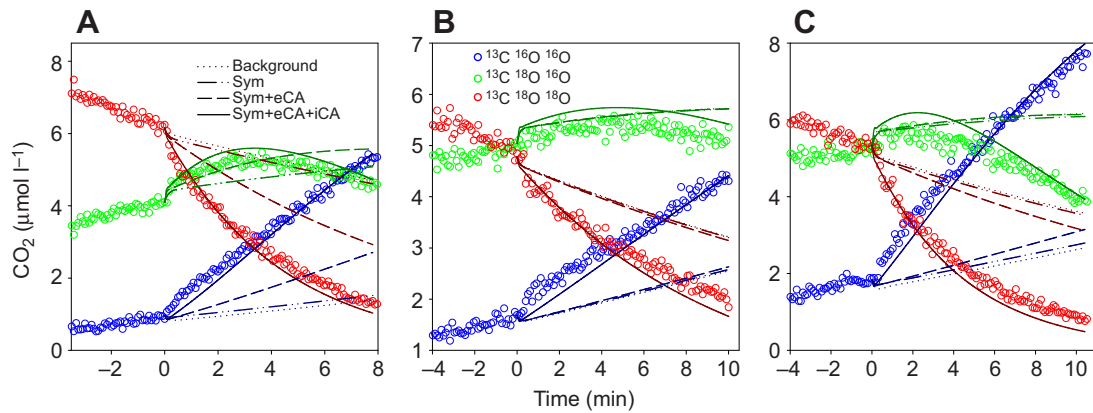 A
B
C
Background
Sym
Sym+eCA
Sym+eCA+iCA
¹³C ¹⁶O ¹⁶O
¹³C ¹⁸O ¹⁶O
¹³C ¹⁸O ¹⁸O
CO₂ (µmol l⁻¹)
8
6
4
2
0
7
6
5
4
3
2
1
8
6
4
2
0
–2 0 2 4 6 8
–4 –2 0 2 4 6 8 10
–4 –2 0 2 4 6 8 10
Time (min)